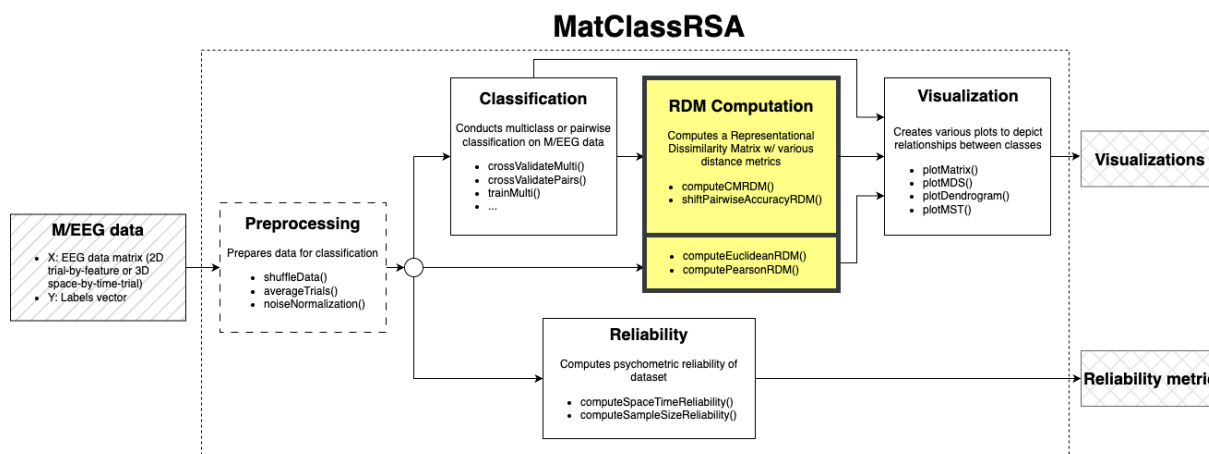 MatClassRSA
M/EEG data
X: EEG data matrix (2D
trial-by-feature or 3D
space-by-time-trial)
Y: Labels vector
Preprocessing
Prepares data for classification
shuffleData()
averageTrials()
noiseNormalization()
Classification
Conducts multiclass or pairwise
classification on M/EEG data
crossValidateMulti()
crossValidatePairs()
trainMulti()
...
RDM Computation
Computes a Representational
Dissimilarity Matrix w/ various
distance metrics
computeCMRDM()
shiftPairwiseAccuracyRDM()
computeEuclideanRDM()
computePearsonRDM()
Visualization
Creates various plots to depict
relationships between classes
plotMatrix()
plotMDS()
plotDendrogram()
plotMST()
Reliability
Computes psychometric reliability of
dataset
computeSpaceTimeReliability()
computeSampleSizeReliability()
Visualizations
Reliability metric